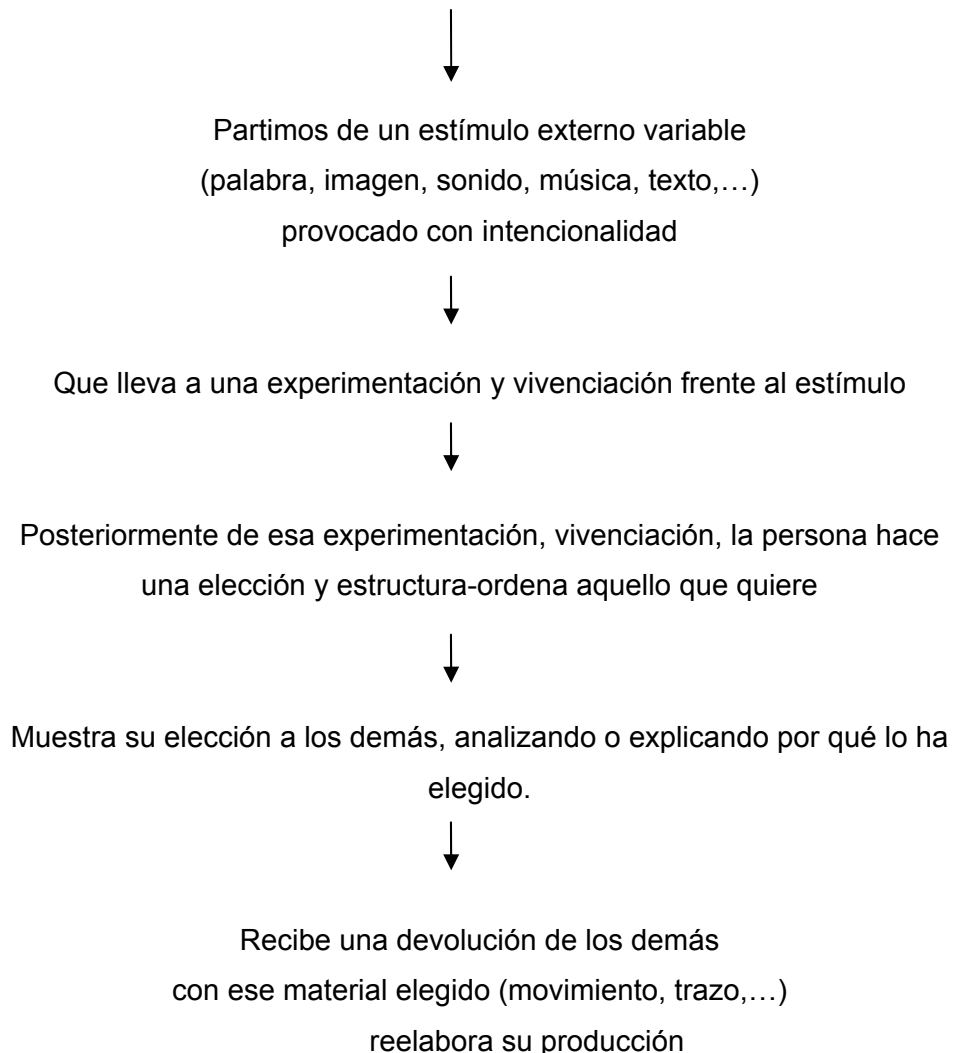 Partimos de un estímulo externo variable
(palabra, imagen, sonido, música, texto,…)
provocado con intencionalidad
Que lleva a una experimentación y vivenciación frente al estímulo
Posteriormente de esa experimentación, vivenciación, la persona hace
una elección y estructura-ordena aquello que quiere
Muestra su elección a los demás, analizando o explicando por qué lo ha
elegido.
Recibe una devolución de los demás
con ese material elegido (movimiento, trazo,…)
reelabora su producción